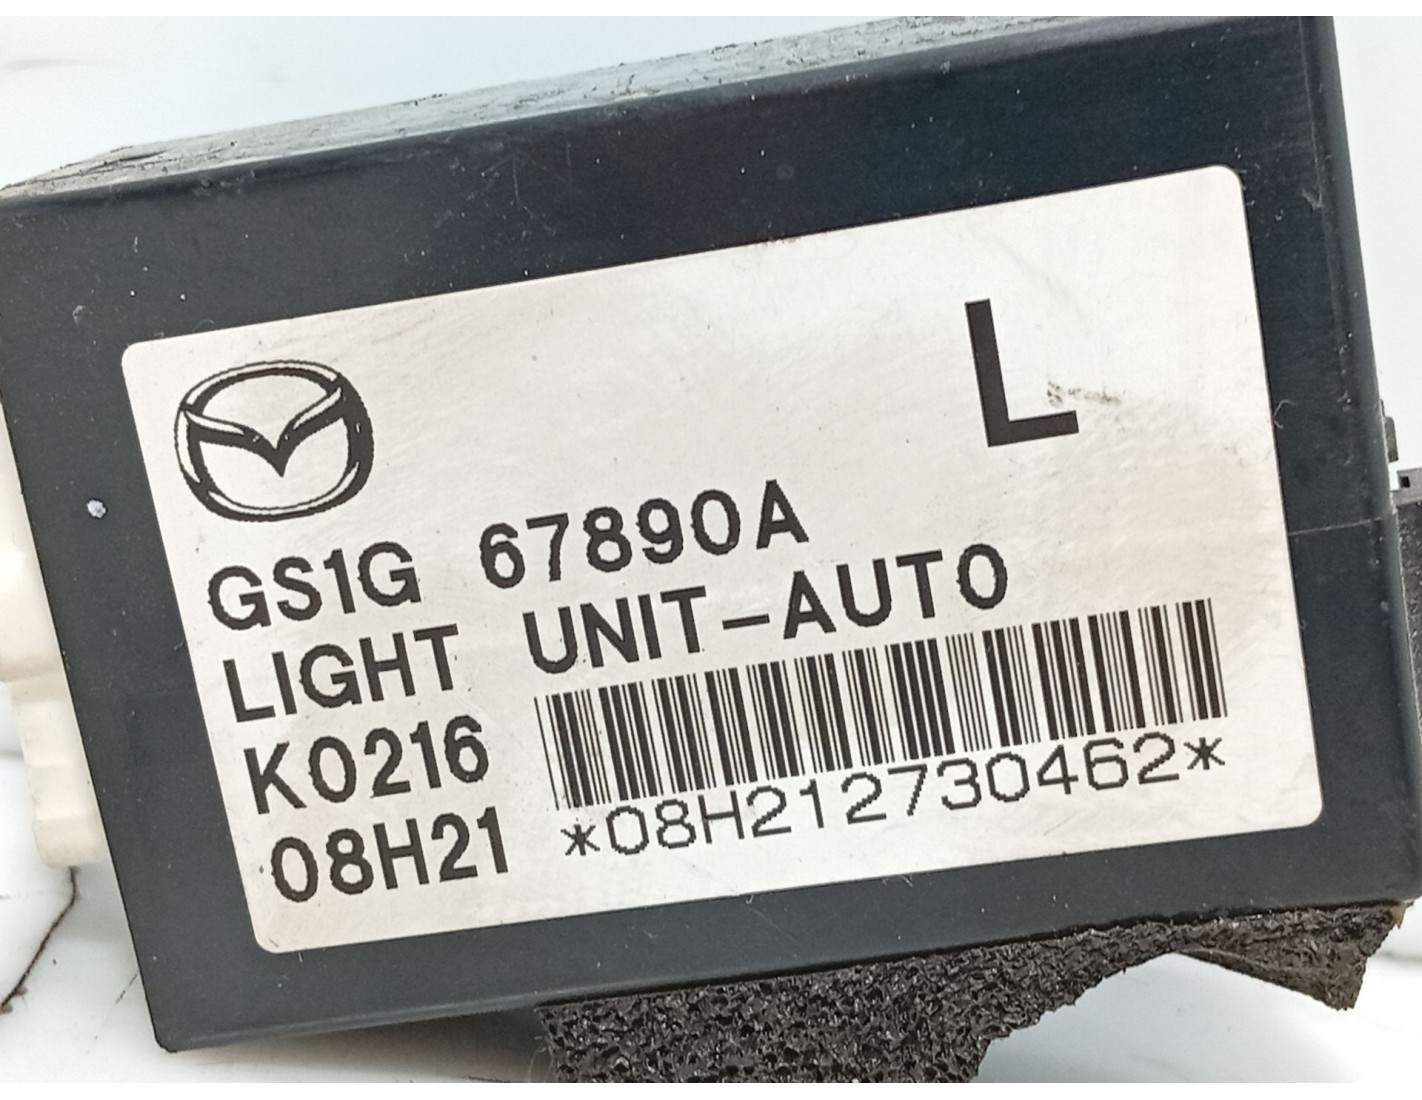 L
GS1G 67890A
LIGHT UNIT-AUTO
K0216
08H21
*08H212730462*